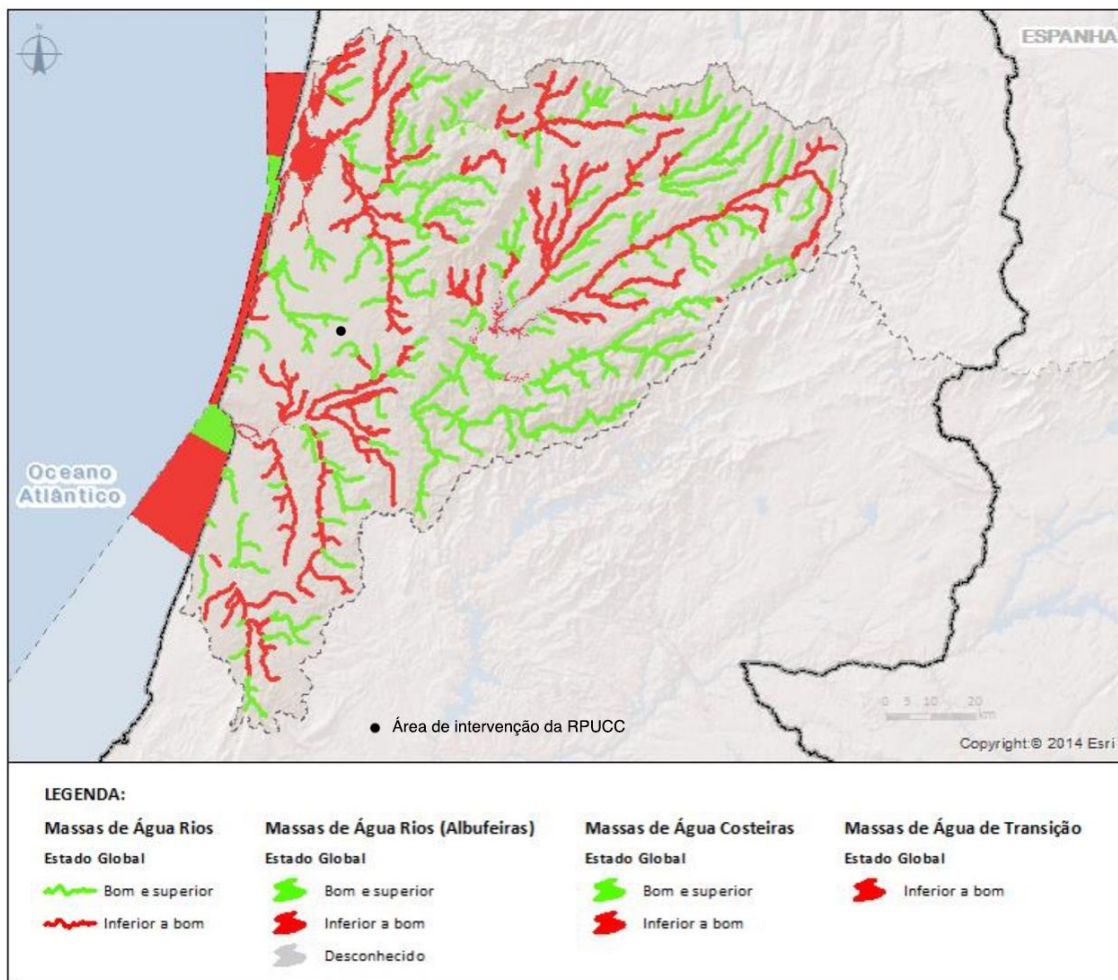 ESPANHA
Oceano
Atlântico
0 5 10 20
km
Área de intervenção da RPUCC
Copyright:© 2014 Esri
LEGENDA:
Massas de Água Rios
Estado Global
Bom e superior
Inferior a bom
Massas de Água Rios (Albufeiras)
Estado Global
Bom e superior
Inferior a bom
Desconhecido
Massas de Água Costeiras
Estado Global
Bom e superior
Inferior a bom
Massas de Água de Transição
Estado Global
Inferior a bom